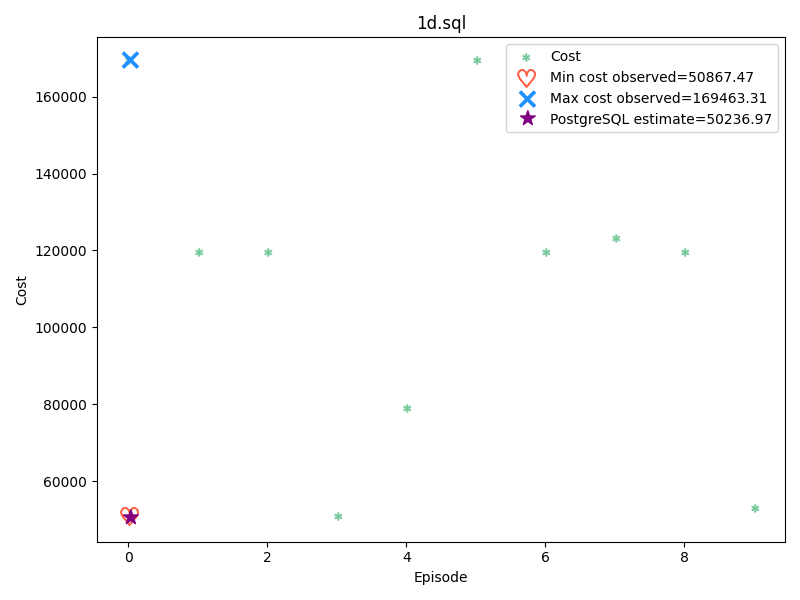 1d.sql
Cost
Min cost observed=50867.47
Max cost observed=169463.31
PostgreSQL estimate=50236.97
160000
140000
120000
100000
80000
60000
Cost
0 2 4 6 8
Episode